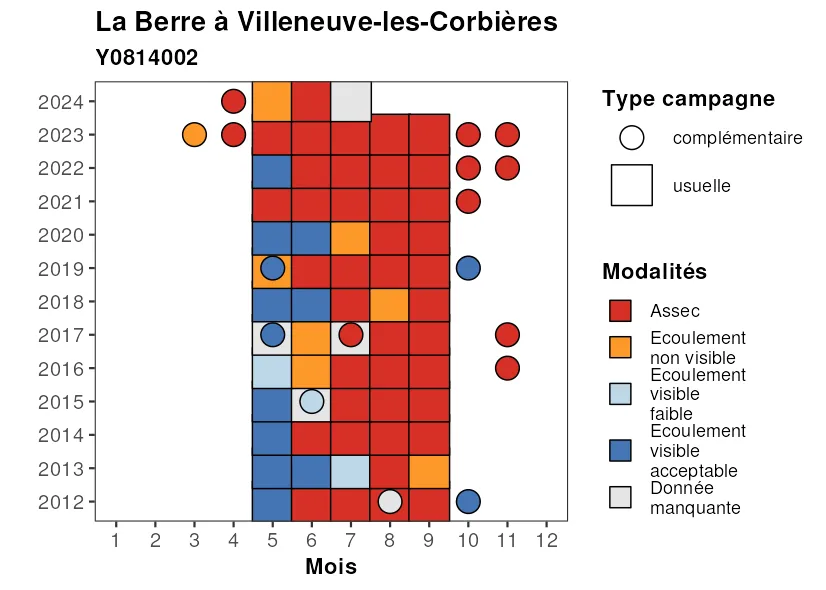 La Berre à Villeneuve-les-Corbières
Y0814002
2024
2023
2022
2021
2020
2019
2018
2017
2016
2015
2014
2013
2012
1 2 3 4 5 6 7 8 9 10 11 12
Mois
Type campagne
complémentaire
usuelle
Modalités
Assec
Ecoulement
non visible
Ecoulement
visible
faible
Ecoulement
visible
acceptable
Donnée
manquante